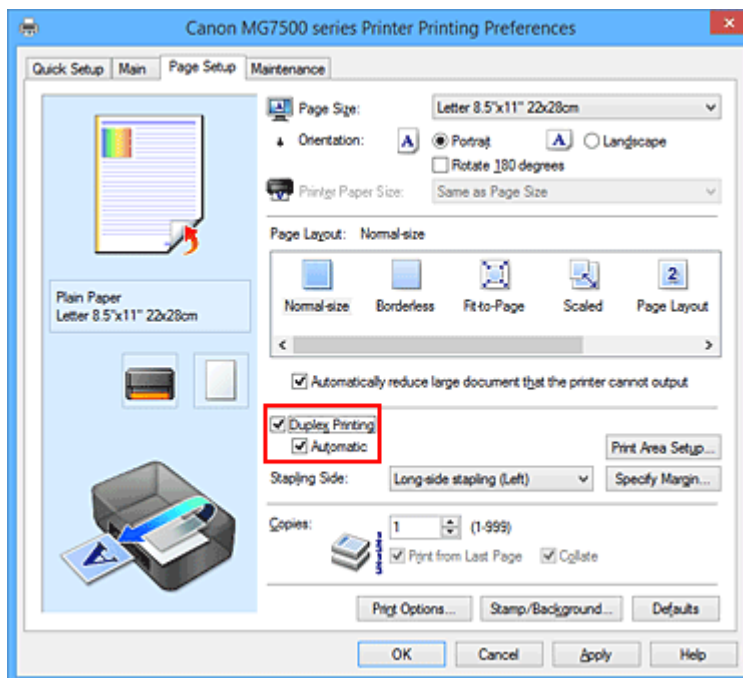 Canon MG7500 series Printer Printing Preferences
Quick Setup Main Page Setup Maintenance
Page Size: Letter 8.5"x11" 22x28cm
Orientation: A Portrait A Landscape
Rotate 180 degrees
Printer Paper Size: Same as Page Size
Page Layout: Normal-size
2
Normal-size Borderless Fit-to-Page Scaled Page Layout
Plain Paper
Letter 8.5"x11" 22x28cm
Automatically reduce large document that the printer cannot output
Duplex Printing
Automatic
Print Area Setup...
Stapling Side: Long-side stapling (Left) Specify Margin...
Copies: 1 (1-999)
Print from Last Page Collate
A
Print Options... Stamp/Background... Defaults
OK Cancel Apply Help